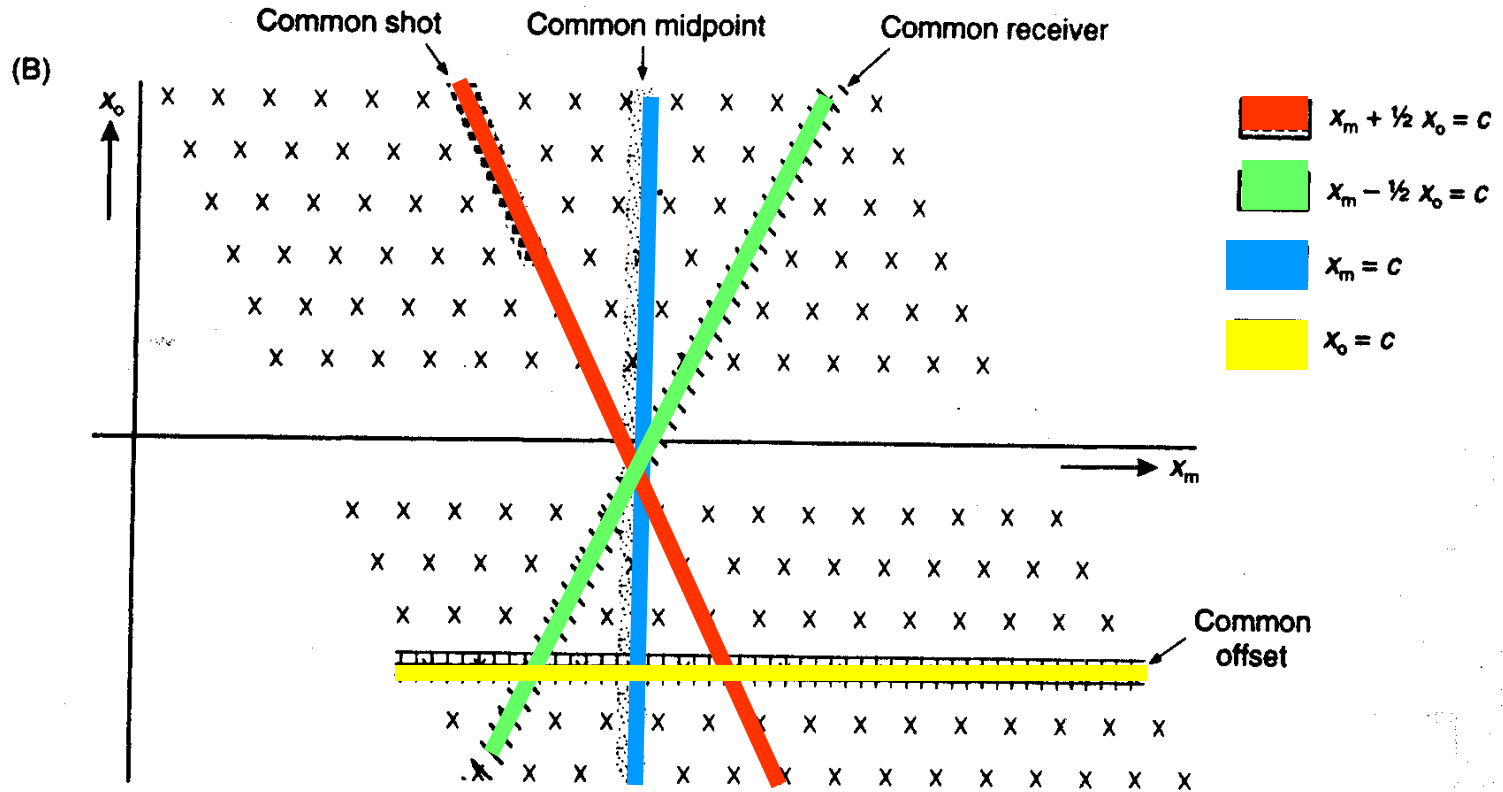 Common shot
Common midpoint
Common receiver
(B)
xₒ
xₘ + ½ xₒ = c
xₘ − ½ xₒ = c
xₘ = c
xₒ = c
xₘ
Common
offset